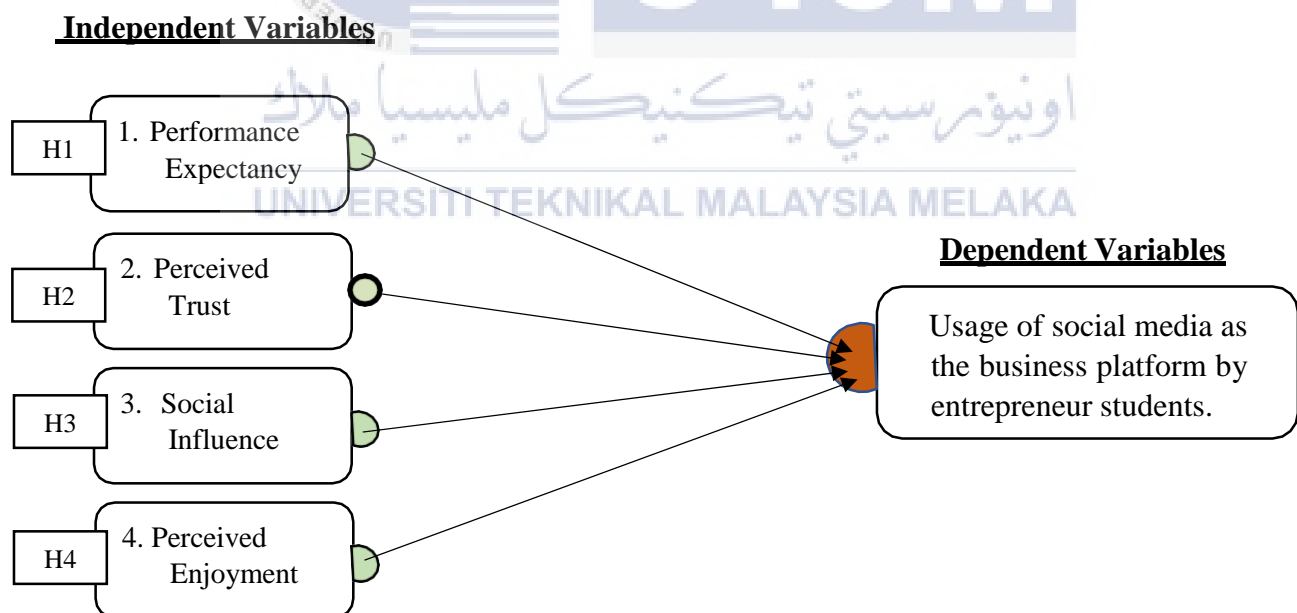 Independent Variables
اونيۏرسيتي تيكنيكل مليسيا ملاك
UNIVERSITI TEKNIKAL MALAYSIA MELAKA
H1
1. Performance
Expectancy
H2
2. Perceived
Trust
H3
3. Social
Influence
H4
4. Perceived
Enjoyment
Dependent Variables
Usage of social media as
the business platform by
entrepreneur students.